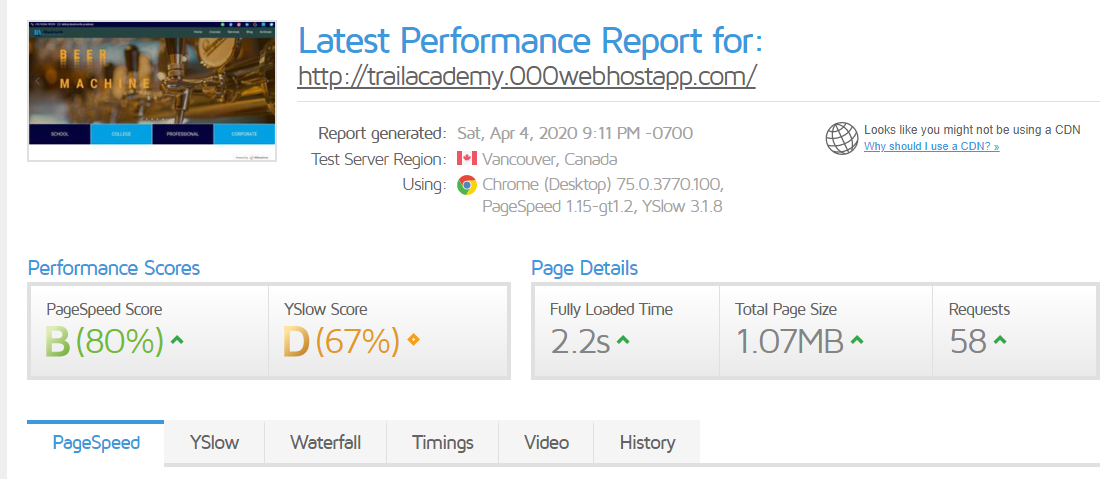 Latest Performance Report for:
http://trailacademy.000webhostapp.com/
BEER
MACHINE
Home Courses Services Blog
SCHOOL COLLEGE PROFESSIONAL CORPORATE
Report generated: Sat, Apr 4, 2020 9:11 PM -0700
Test Server Region: Vancouver, Canada
Using: Chrome (Desktop) 75.0.3770.100,
PageSpeed 1.15-gt1.2, YSlow 3.1.8
Looks like you might not be using a CDN
Why should I use a CDN? »
Performance Scores
PageSpeed Score YSlow Score
B (80%) D (67%)
Page Details
Fully Loaded Time Total Page Size Requests
2.2s 1.07MB 58
PageSpeed YSlow Waterfall Timings Video History